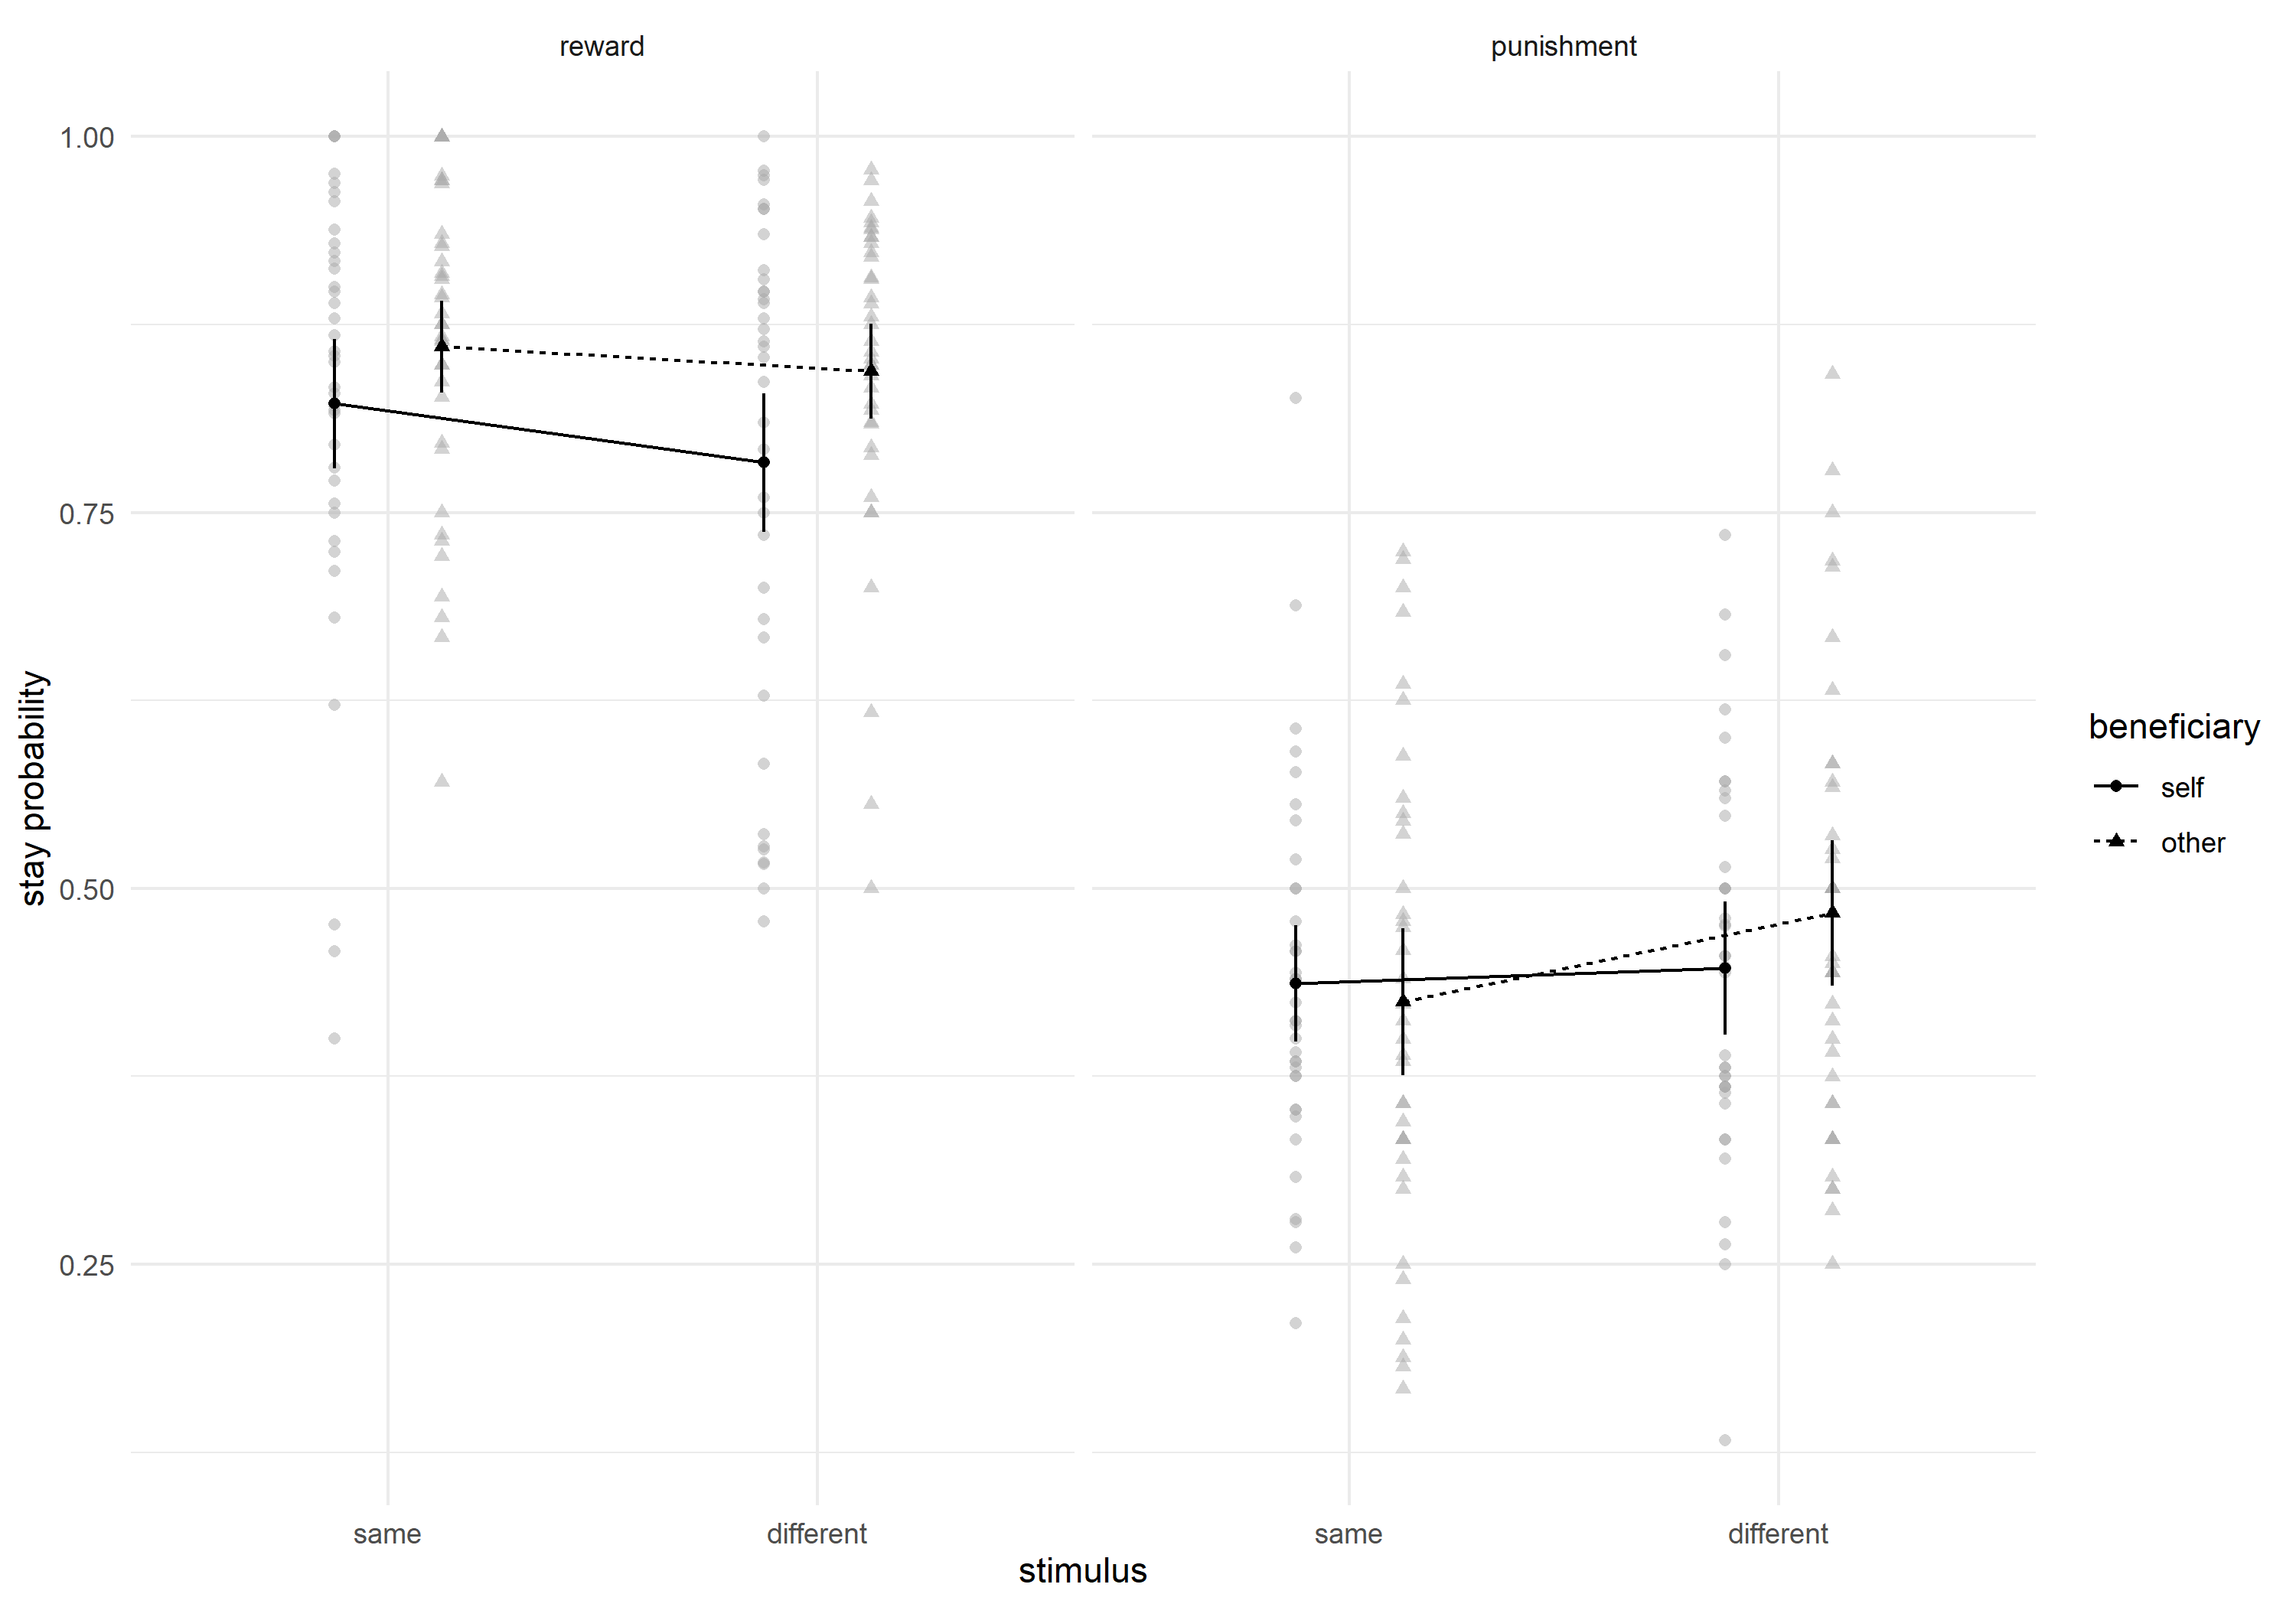 reward
punishment
1.00
0.75
0.50
0.25
stay probability
same
different
same
different
stimulus
beneficiary
self
other